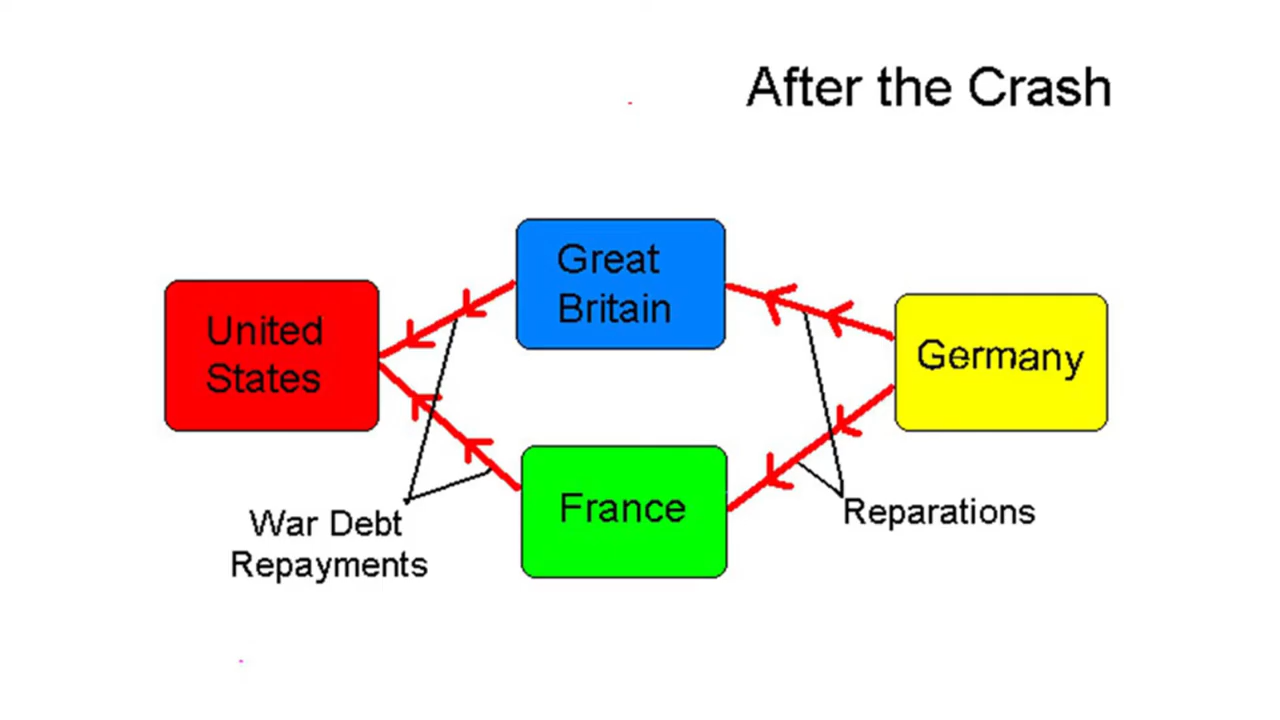 After the Crash
Great
Britain
United
States
Germany
France
War Debt
Repayments
Reparations